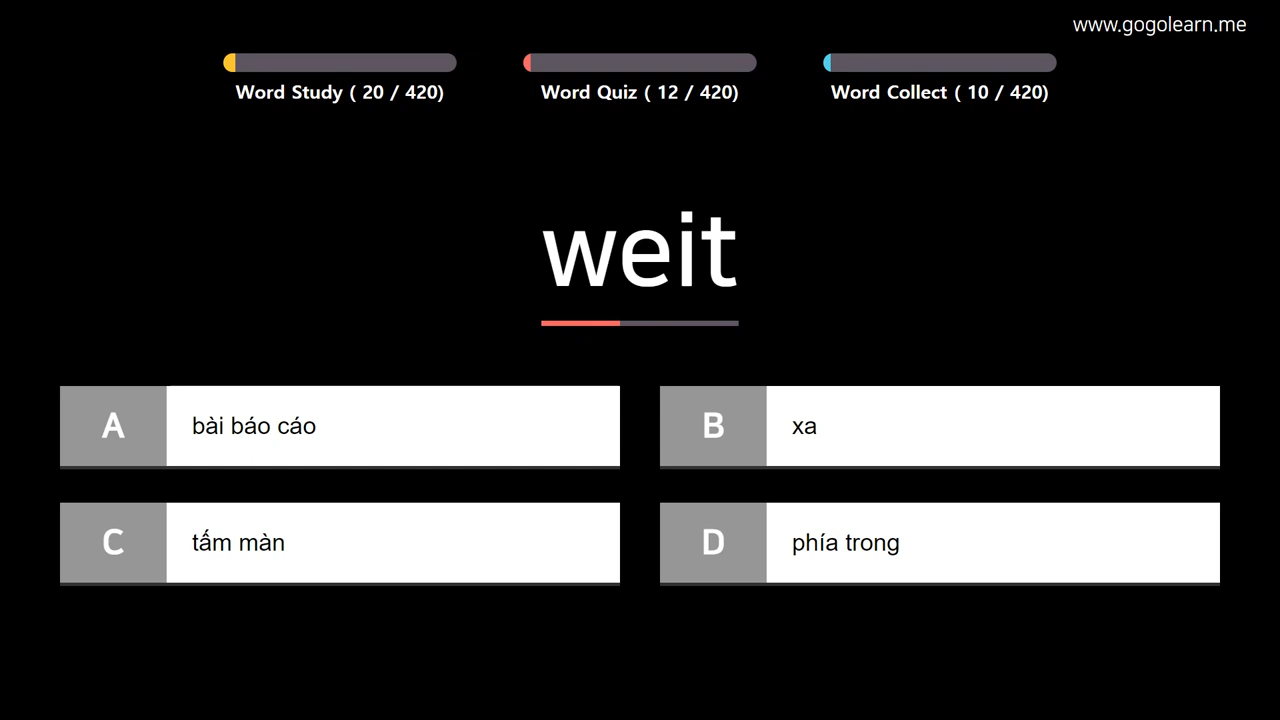 www.gogolearn.me
Word Study ( 20 / 420)
Word Quiz ( 12 / 420)
Word Collect ( 10 / 420)
weit
A bài báo cáo
B xa
C tấm màn
D phía trong